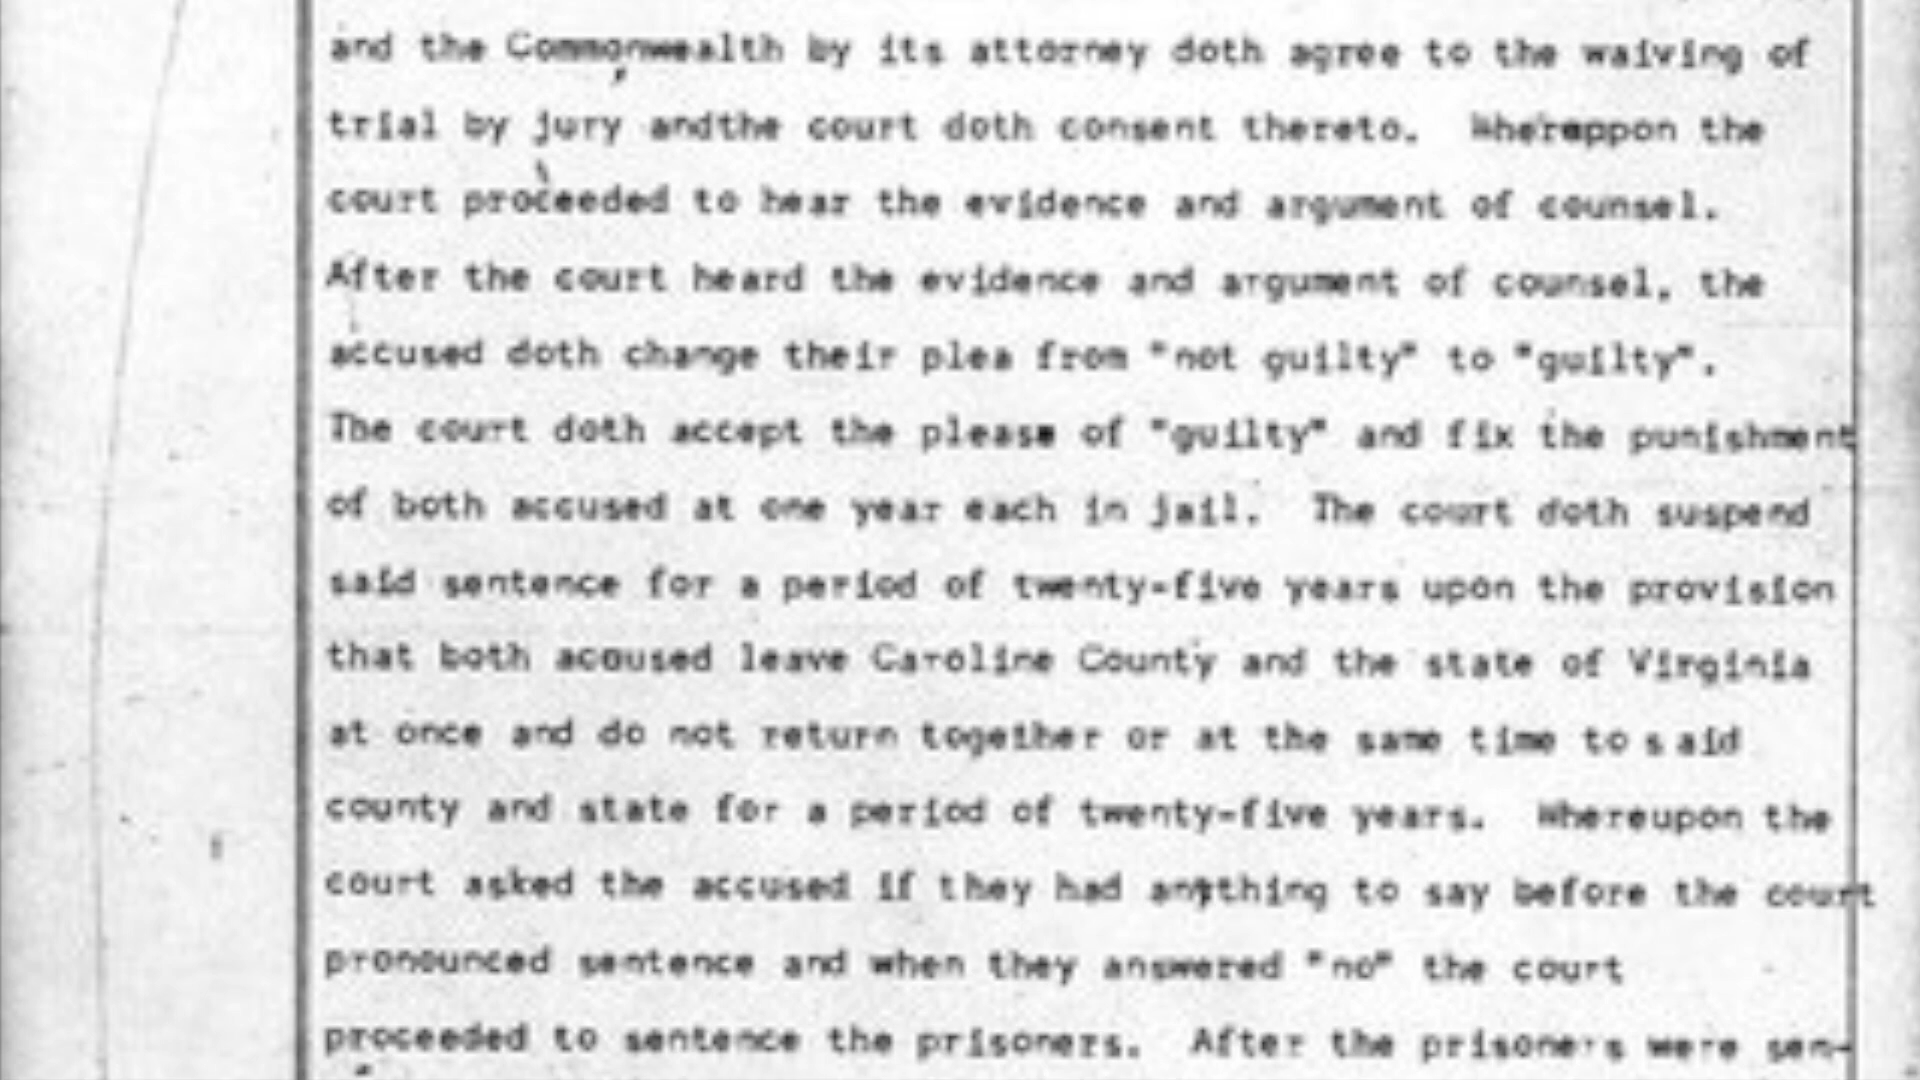 and the Commonwealth by its attorney doth agree to the waiving of
trial by jury andthe court doth consent thereto. Whereppon the
court proceeded to hear the evidence and argument of counsel.
After the court heard the evidence and argument of counsel, the
accused doth change their plea from "not guilty" to "guilty".
The court doth accept the please of "guilty" and fix the punishment
of both accused at one year each in jail. The court doth suspend
said sentence for a period of twenty-five years upon the provision
that both acoused leave Caroline County and the state of Virginia
at once and do not return together or at the same time to s aid
county and state for a period of twenty-five years. Whereupon the
court asked the accused if they had anything to say before the court
pronounced sentence and when they answered "no" the court
proceeded to sentence the prisoners. After the prisoners were sen-